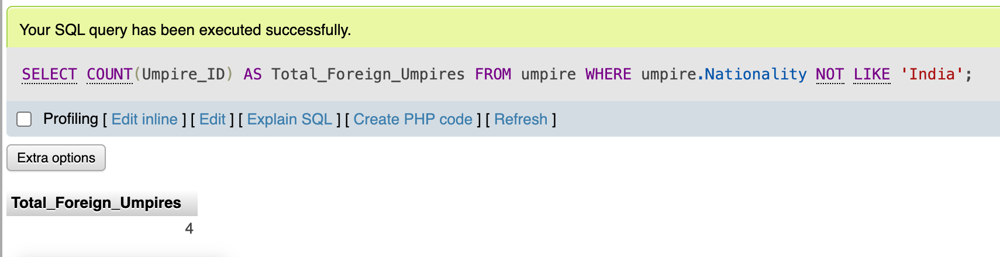 Your SQL query has been executed successfully.
SELECT COUNT(Umpire_ID) AS Total_Foreign_Umpires FROM umpire WHERE umpire.Nationality NOT LIKE 'India';
Profiling [ Edit inline ] [ Edit ] [ Explain SQL ] [ Create PHP code ] [ Refresh ]
Extra options
Total_Foreign_Umpires
4